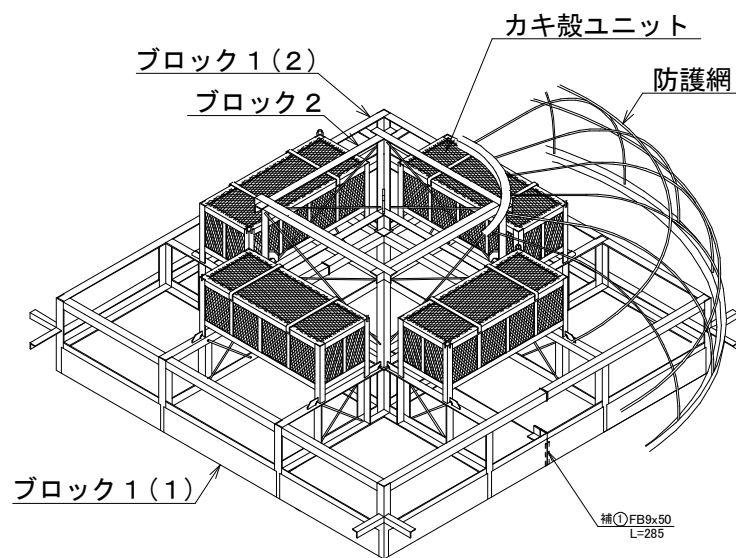 カキ殻ユニット
ブロック１(２)
防護網
ブロック２
ブロック１(１)
補①FB9x50
L=285